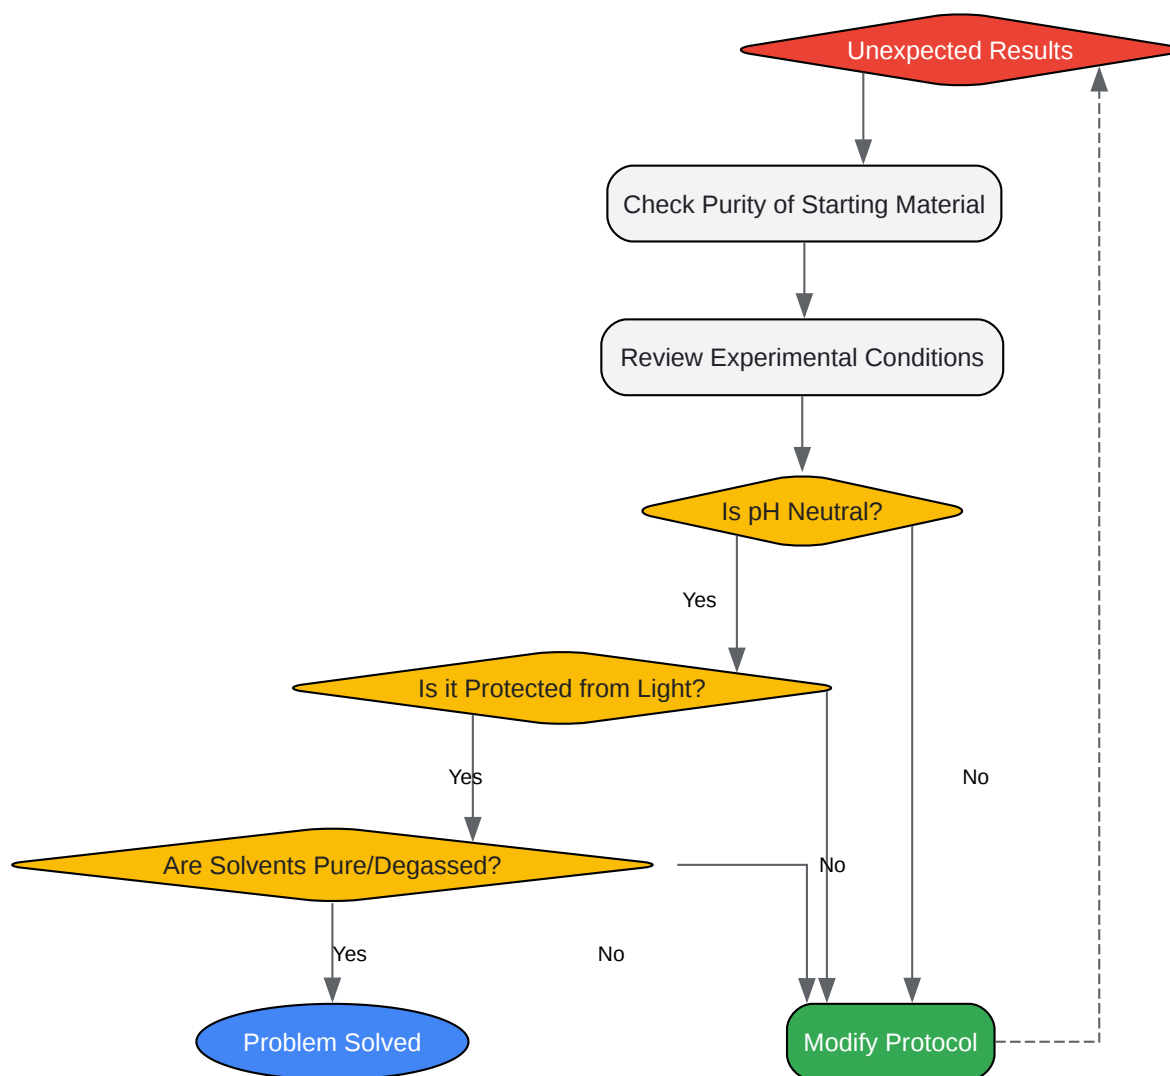 Unexpected Results
Check Purity of Starting Material
Review Experimental Conditions
Is pH Neutral?
Yes
Is it Protected from Light?
Yes
No
Are Solvents Pure/Degassed?
No
Yes
No
Problem Solved
Modify Protocol